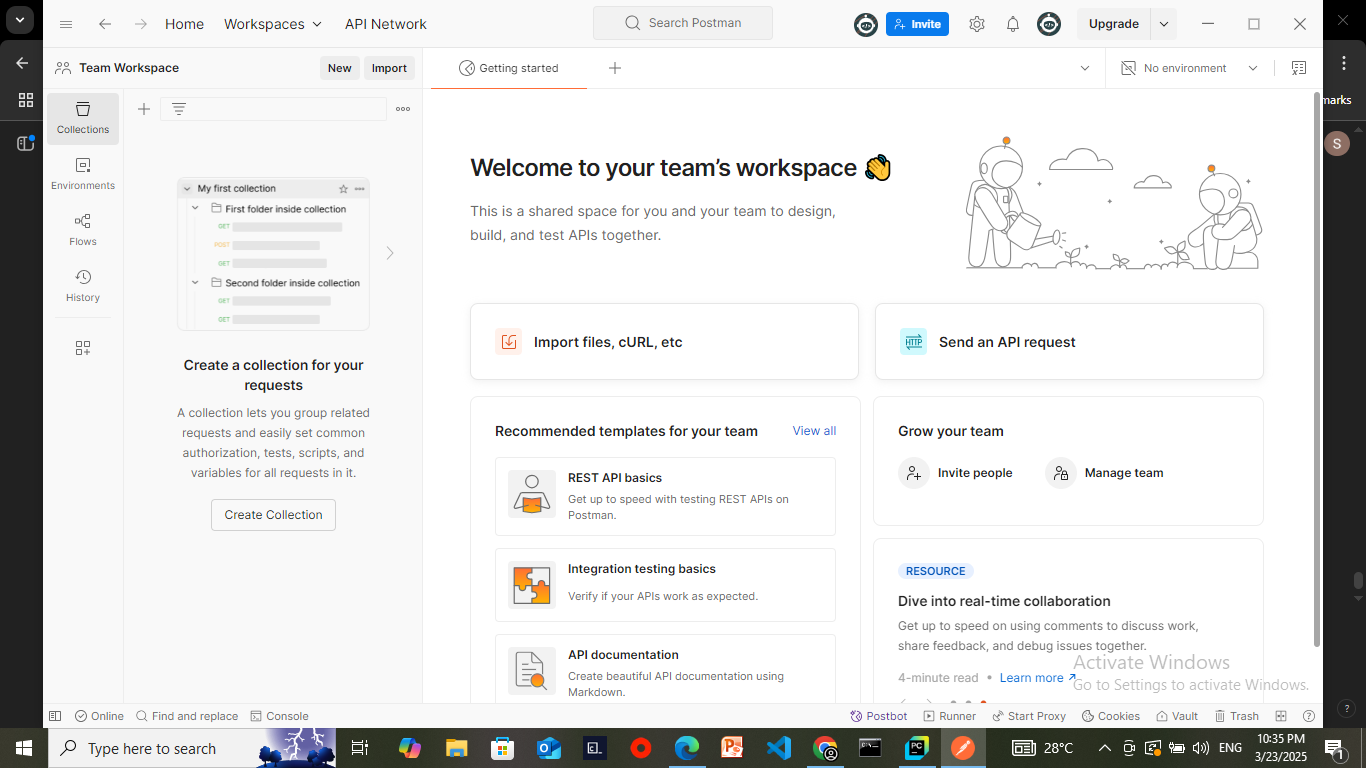 Home Workspaces API Network Search Postman Invite Upgrade
Team Workspace New Import Getting started No environment
marks
Collections
Environments
Flows
History
My first collection
First folder inside collection
GET
POST
GET
Second folder inside collection
GET
GET
Create a collection for your
requests
A collection lets you group related
requests and easily set common
authorization, tests, scripts, and
variables for all requests in it.
Create Collection
Welcome to your team’s workspace 👋
This is a shared space for you and your team to design,
build, and test APIs together.
Import files, cURL, etc
HTTP
Send an API request
Recommended templates for your team View all
REST API basics
Get up to speed with testing REST APIs on
Postman.
Integration testing basics
Verify if your APIs work as expected.
API documentation
Create beautiful API documentation using
Markdown.
Grow your team
Invite people Manage team
RESOURCE
Dive into real-time collaboration
Get up to speed on using comments to discuss work,
share feedback, and debug issues together.
4-minute read • Learn more
Activate Windows
Go to Settings to activate Windows.
S
Online Find and replace Console Postbot Runner Start Proxy Cookies Vault Trash
Type here to search 28°C ENG
10:35 PM
3/23/2025
1